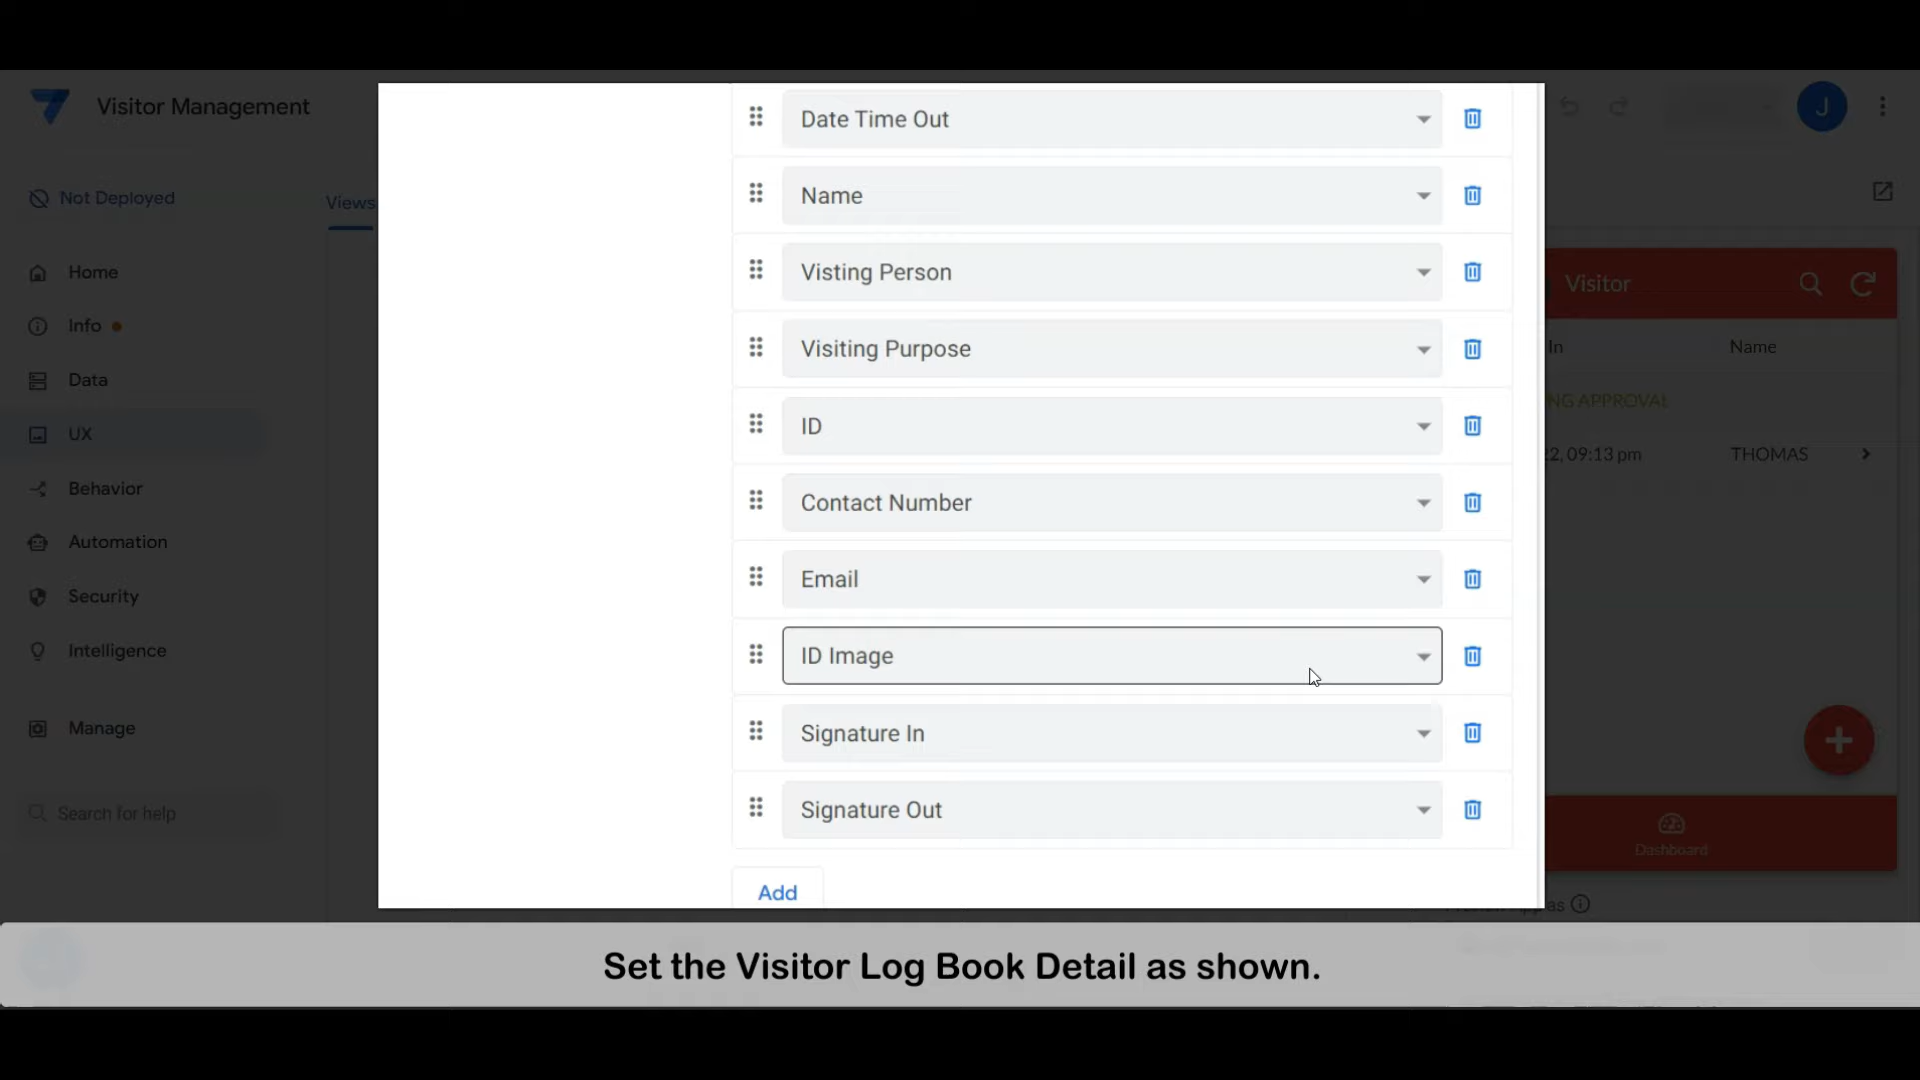 Visitor Management
J
Not Deployed
Views
Home
Info
Data
UX
Behavior
Automation
Security
Intelligence
Manage
Search for help
Date Time Out
Name
Visting Person
Visiting Purpose
ID
Contact Number
Email
ID Image
Signature In
Signature Out
Add
Visitor
In
Name
NG APPROVAL
2, 09:13 pm
THOMAS
Dashboard
as
Set the Visitor Log Book Detail as shown.